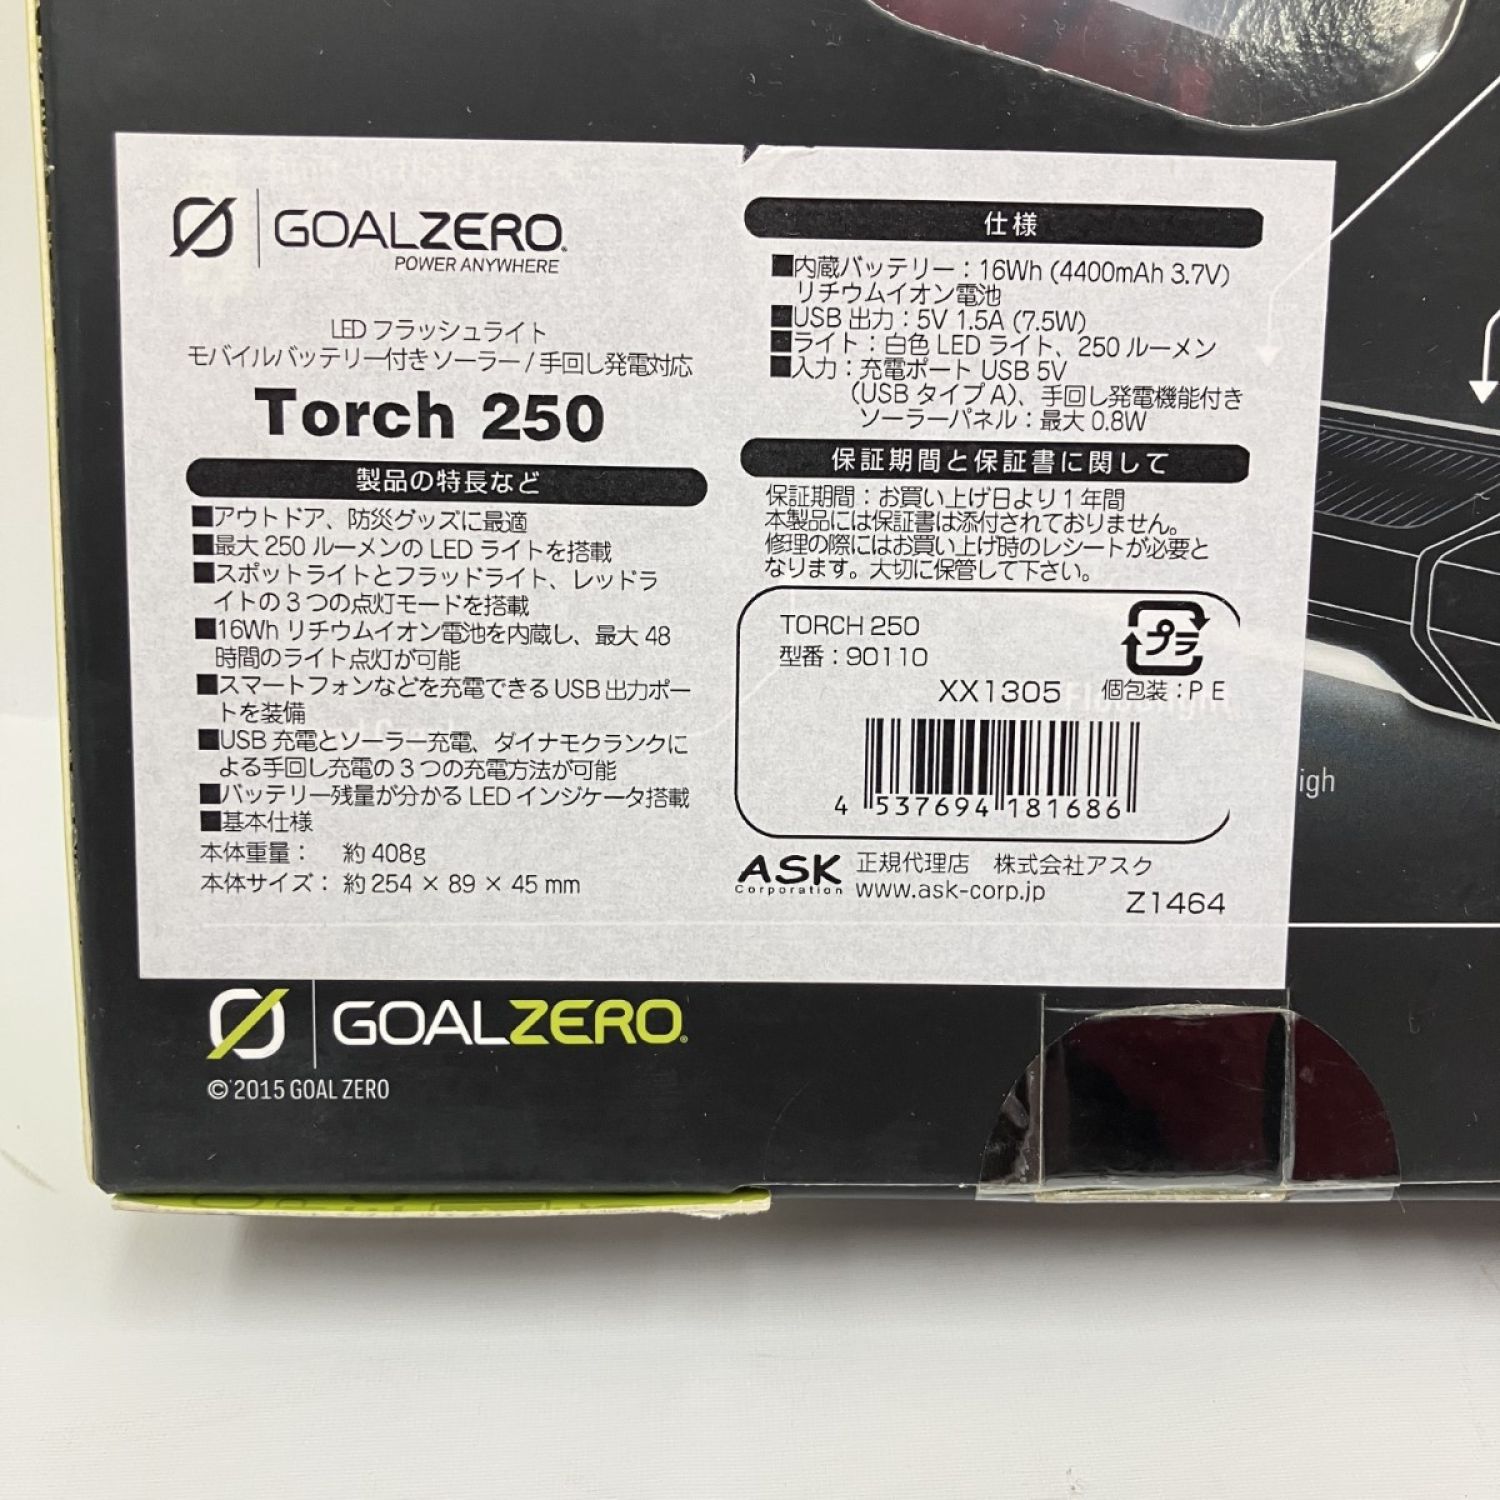 GOALZERO.
POWER ANYWHERE
LED フラッシュライト
モバイルバッテリー付きソーラー / 手回し発電対応
Torch 250
製品の特長など
■アウトドア、防災グッズに最適
■最大 250 ルーメンの LED ライトを搭載
■スポットライトとフラッドライト、レッドラ
イトの3つの点灯モードを搭載
■16Wh リチウムイオン電池を内蔵し、最大 48
時間のライト点灯が可能
■スマートフォンなどを充電できる USB 出力ポー
トを装備
■USB 充電とソーラー充電、ダイナモクランクに
よる手回し充電の3つの充電方法が可能
■バッテリー残量が分かる LED インジケータ搭載
■基本仕様
本体重量： 約 408g
本体サイズ： 約 254 × 89 × 45 mm
仕様
■内蔵バッテリー：16Wh (4400mAh 3.7V)
リチウムイオン電池
■USB 出力：5V 1.5A (7.5W)
■ライト：白色 LED ライト、250 ルーメン
■入力：充電ポート USB 5V
（USB タイプ A）、手回し発電機能付き
ソーラーパネル：最大 0.8W
保証期間と保証書に関して
保証期間：お買い上げ日より1年間
本製品には保証書は添付されておりません。
修理の際にはお買い上げ時のレシートが必要と
なります。大切に保管して下さい。
TORCH 250
型番：90110
プラ
XX1305 個包装：PE
4 537694 181686
ASK Corporation 正規代理店 株式会社アスク
www.ask-corp.jp
Z1464
igh
GOALZERO.
© 2015 GOAL ZERO